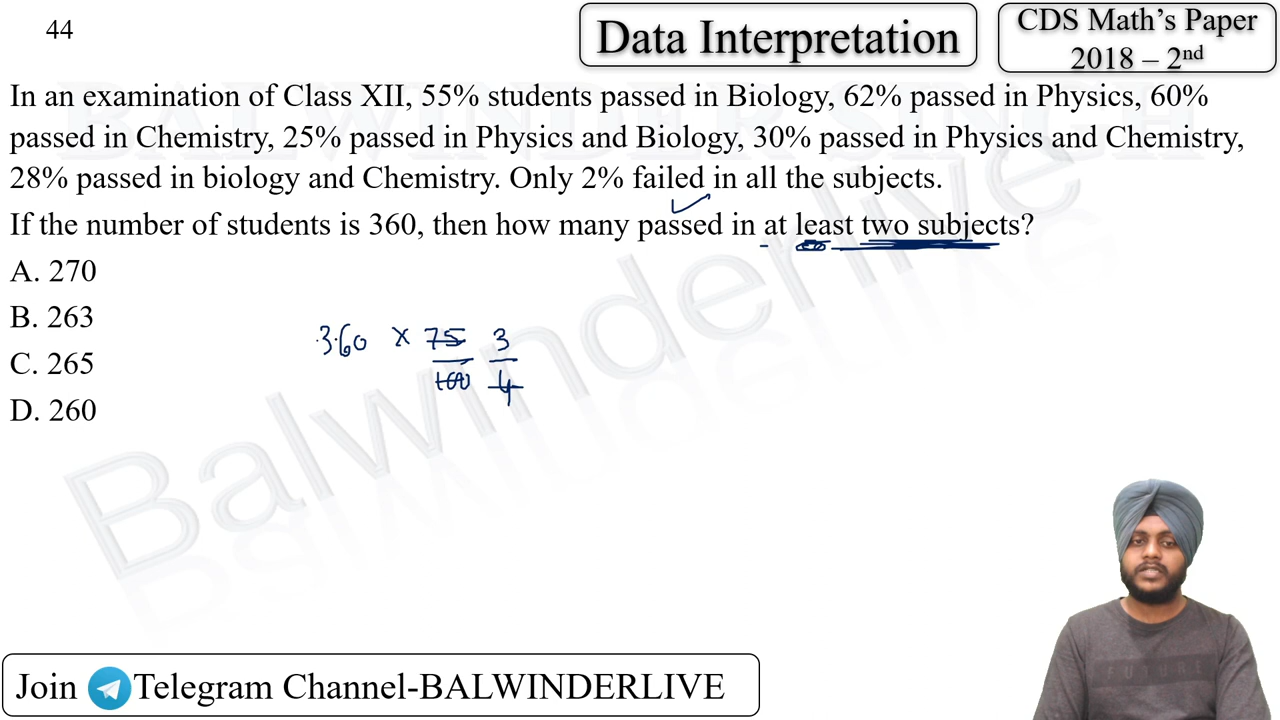 44
Data Interpretation
CDS Math’s Paper
2018 – 2nd
In an examination of Class XII, 55% students passed in Biology, 62% passed in Physics, 60%
passed in Chemistry, 25% passed in Physics and Biology, 30% passed in Physics and Chemistry,
28% passed in biology and Chemistry. Only 2% failed in all the subjects.
If the number of students is 360, then how many passed in at least two subjects?
A. 270
B. 263
C. 265
D. 260
360 × 75 3
100 4
Balwinderlive
FUTURE
Join Telegram Channel-BALWINDERLIVE